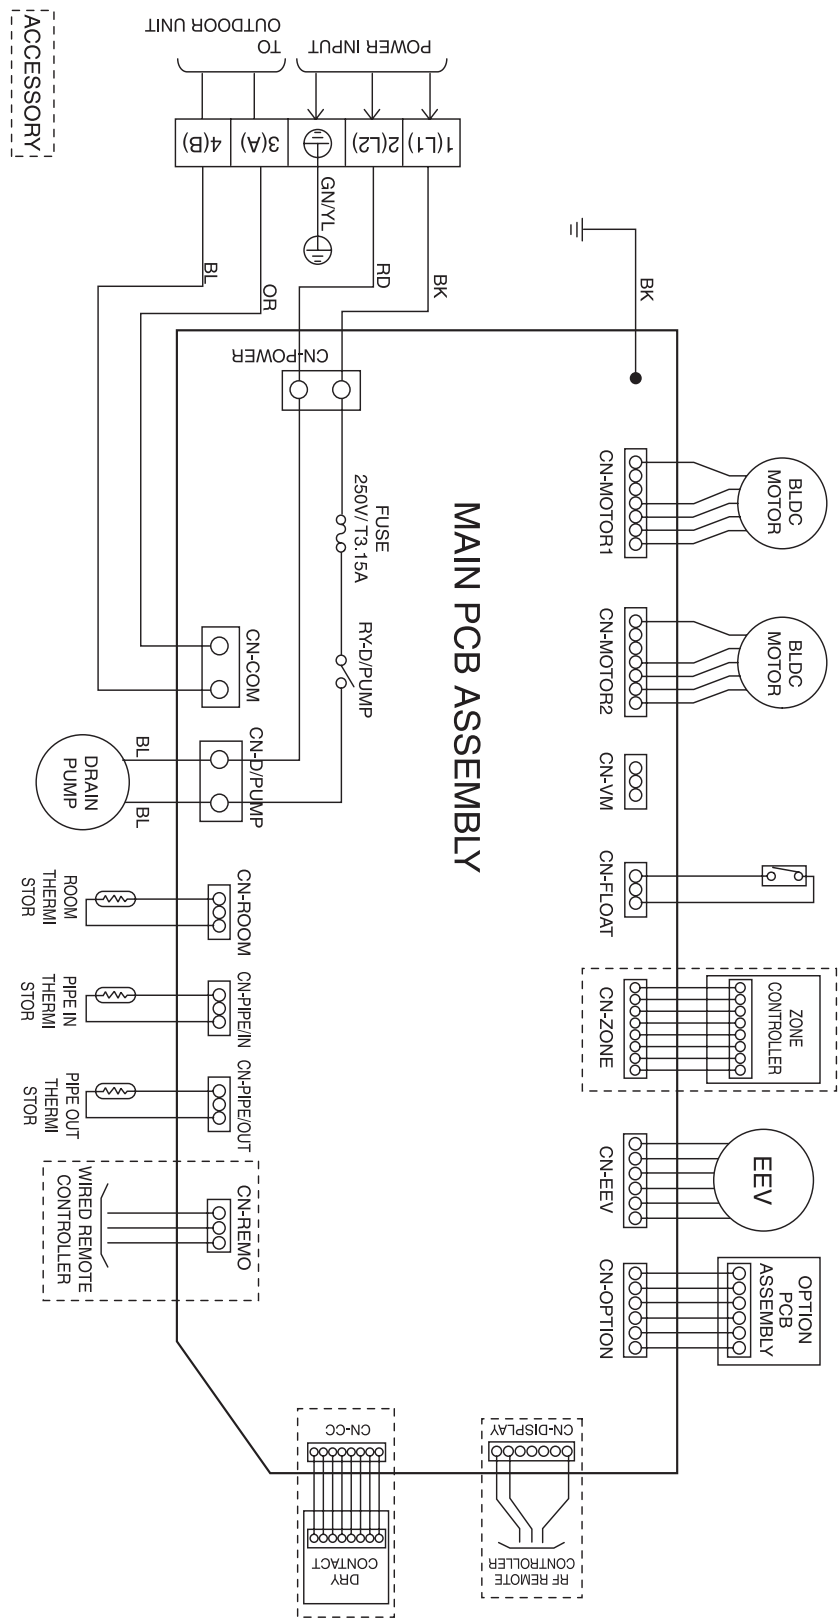 ACCESSORY
TO
OUTDOOR UNIT
POWER INPUT
4(B)
3(A)
2(L2)
1(L1)
GN/YL
BL
OR
RD
BK
BK
CN-POWER
FUSE
250V/ T3.15A
RY-D/PUMP
MAIN PCB ASSEMBLY
CN-MOTOR1
BLDC
MOTOR
CN-MOTOR2
BLDC
MOTOR
CN-VM
CN-FLOAT
CN-ZONE
ZONE
CONTROLLER
CN-EEV
EEV
CN-OPTION
OPTION
PCB
ASSEMBLY
CN-COM
CN-D/PUMP
BL
BL
DRAIN
PUMP
CN-ROOM
ROOM
THERMI
STOR
CN-PIPE/IN
PIPE IN
THERMI
STOR
CN-PIPE/OUT
PIPE OUT
THERMI
STOR
CN-REMO
WIRED REMOTE
CONTROLLER
CN-CC
DRY
CONTACT
CN-DISPLAY
RF REMOTE
CONTROLLER